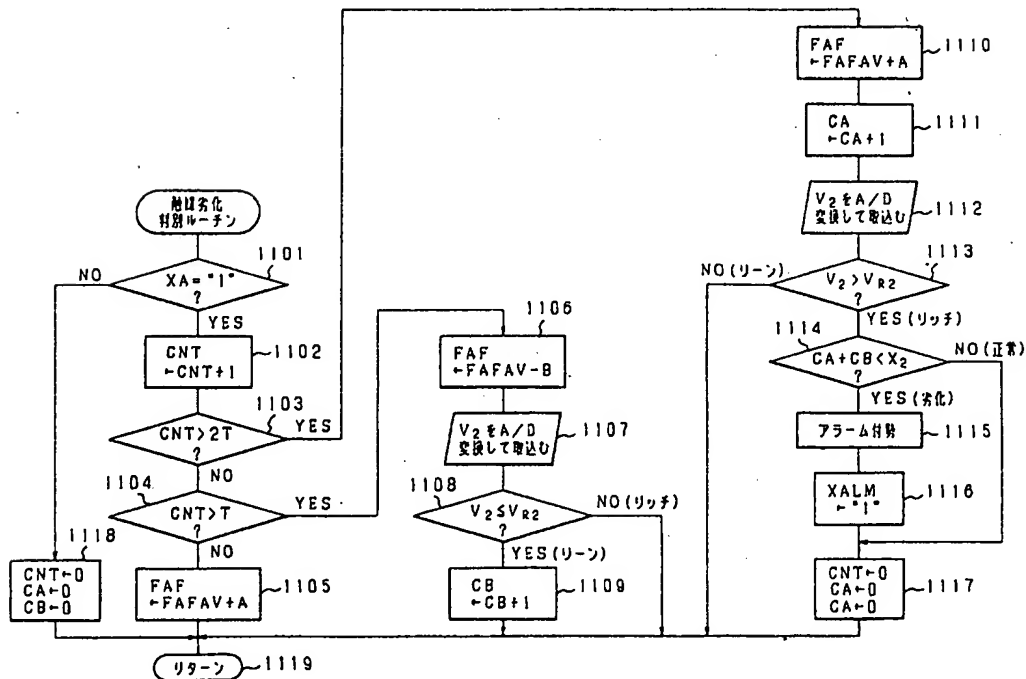 触媒劣化
判別ルーチン
1101
NO
XA="1"
?
YES
CNT
←CNT+1
1102
1103
CNT>2T
?
YES
NO
1104
CNT>T
?
YES
NO
1118
CNT←0
CA←0
CB←0
FAF
←FAFAV+A
1105
リターン
1119
1106
FAF
←FAFAV-B
V2をA/D
変換して取込む
1107
1108
V2≤VR2
?
NO(リッチ)
YES(リーン)
CB
←CB+1
1109
FAF
←FAFAV+A
1110
CA
←CA+1
1111
V2をA/D
変換して取込む
1112
1113
NO(リーン)
V2>VR2
?
YES(リッチ)
1114
CA+CB<X2
?
NO(正常)
YES(劣化)
アラーム付勢
1115
XALM
←"1"
1116
CNT←0
CA←0
CA←0
1117